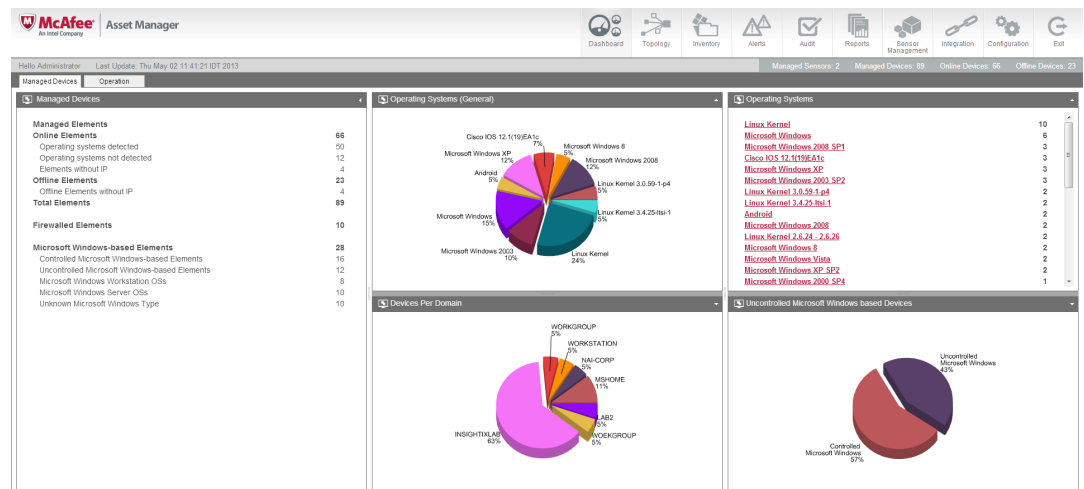 McAfee Asset Manager
An Intel Company
Dashboard Topology Inventory Alerts Audit Reports Sensor Management Integration Configuration Exit
Hello Administrator Last Update: Thu May 02 11:41:21 IDT 2013 Managed Sensors: 2 Managed Devices: 89 Online Devices: 66 Offline Devices: 23
Managed Devices Operation
Managed Devices
Managed Elements
Online Elements 66
Operating systems detected 50
Operating systems not detected 12
Elements without IP 4
Offline Elements 23
Offline Elements without IP 4
Total Elements 89
Firewalled Elements 10
Microsoft Windows-based Elements 28
Controlled Microsoft Windows-based Elements 16
Uncontrolled Microsoft Windows-based Elements 12
Microsoft Windows Workstation OSs 8
Microsoft Windows Server OSs 10
Unknown Microsoft Windows Type 10
Operating Systems (General)
Cisco IOS 12.1(19)EA1c
7%
Microsoft Windows 8
5%
Microsoft Windows XP
12%
Microsoft Windows 2008
12%
Android
5%
Linux Kernel 3.0.59-1-p4
5%
Microsoft Windows
15%
Linux Kernel 3.4.25-ltsi-1
5%
Microsoft Windows 2003
10%
Linux Kernel
24%
Operating Systems
Linux Kernel 10
Microsoft Windows 6
Microsoft Windows 2008 SP1 3
Cisco IOS 12.1(19)EA1c 3
Microsoft Windows XP 3
Microsoft Windows 2003 SP2 3
Linux Kernel 3.0.59-1-p4 2
Linux Kernel 3.4.25-ltsi-1 2
Android 2
Microsoft Windows 2008 2
Linux Kernel 2.6.24 - 2.6.26 2
Microsoft Windows 8 2
Microsoft Windows Vista 2
Microsoft Windows XP SP2 2
Microsoft Windows 2000 SP4 1
Devices Per Domain
WORKGROUP
5%
WORKSTATION
5%
NAI-CORP
5%
MSHOME
11%
LAB2
5%
WOEKGROUP
5%
INSIGHTIXLAB
63%
Uncontrolled Microsoft Windows based Devices
Uncontrolled
Microsoft Windows
43%
Controlled
Microsoft Windows
57%